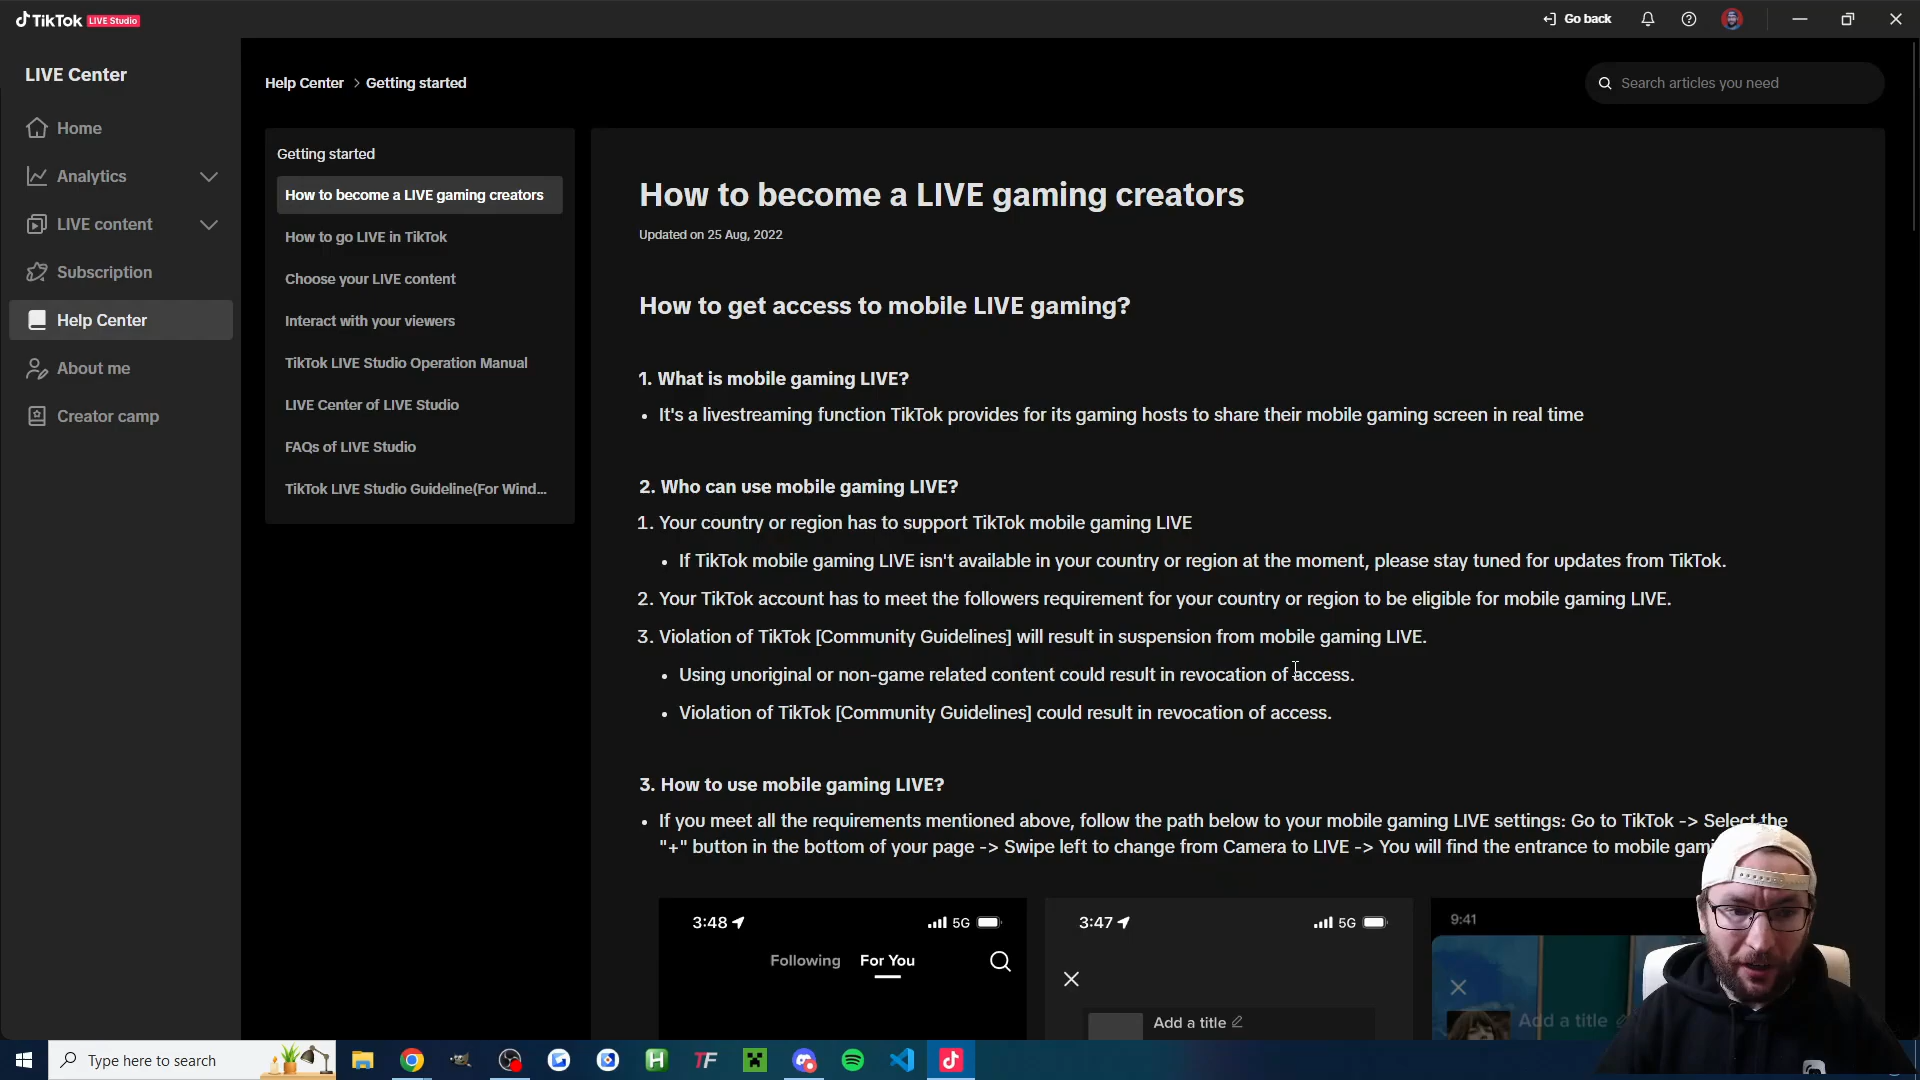 TikTok LIVE Studio
Go back
LIVE Center
Home
Analytics
LIVE content
Subscription
Help Center
About me
Creator camp
Help Center > Getting started
Search articles you need
Getting started
How to become a LIVE gaming creators
How to go LIVE in TikTok
Choose your LIVE content
Interact with your viewers
TikTok LIVE Studio Operation Manual
LIVE Center of LIVE Studio
FAQs of LIVE Studio
TikTok LIVE Studio Guideline(For Wind...
How to become a LIVE gaming creators
Updated on 25 Aug, 2022
How to get access to mobile LIVE gaming?
1. What is mobile gaming LIVE?
• It's a livestreaming function TikTok provides for its gaming hosts to share their mobile gaming screen in real time
2. Who can use mobile gaming LIVE?
1. Your country or region has to support TikTok mobile gaming LIVE
• If TikTok mobile gaming LIVE isn't available in your country or region at the moment, please stay tuned for updates from TikTok.
2. Your TikTok account has to meet the followers requirement for your country or region to be eligible for mobile gaming LIVE.
3. Violation of TikTok [Community Guidelines] will result in suspension from mobile gaming LIVE.
• Using unoriginal or non-game related content could result in revocation of access.
• Violation of TikTok [Community Guidelines] could result in revocation of access.
3. How to use mobile gaming LIVE?
• If you meet all the requirements mentioned above, follow the path below to your mobile gaming LIVE settings: Go to TikTok -> Select the
"+" button in the bottom of your page -> Swipe left to change from Camera to LIVE -> You will find the entrance to mobile
3:48 5G
Following For You
3:47 5G
Add a title
9:41
Add a title
Type here to search
H
TF